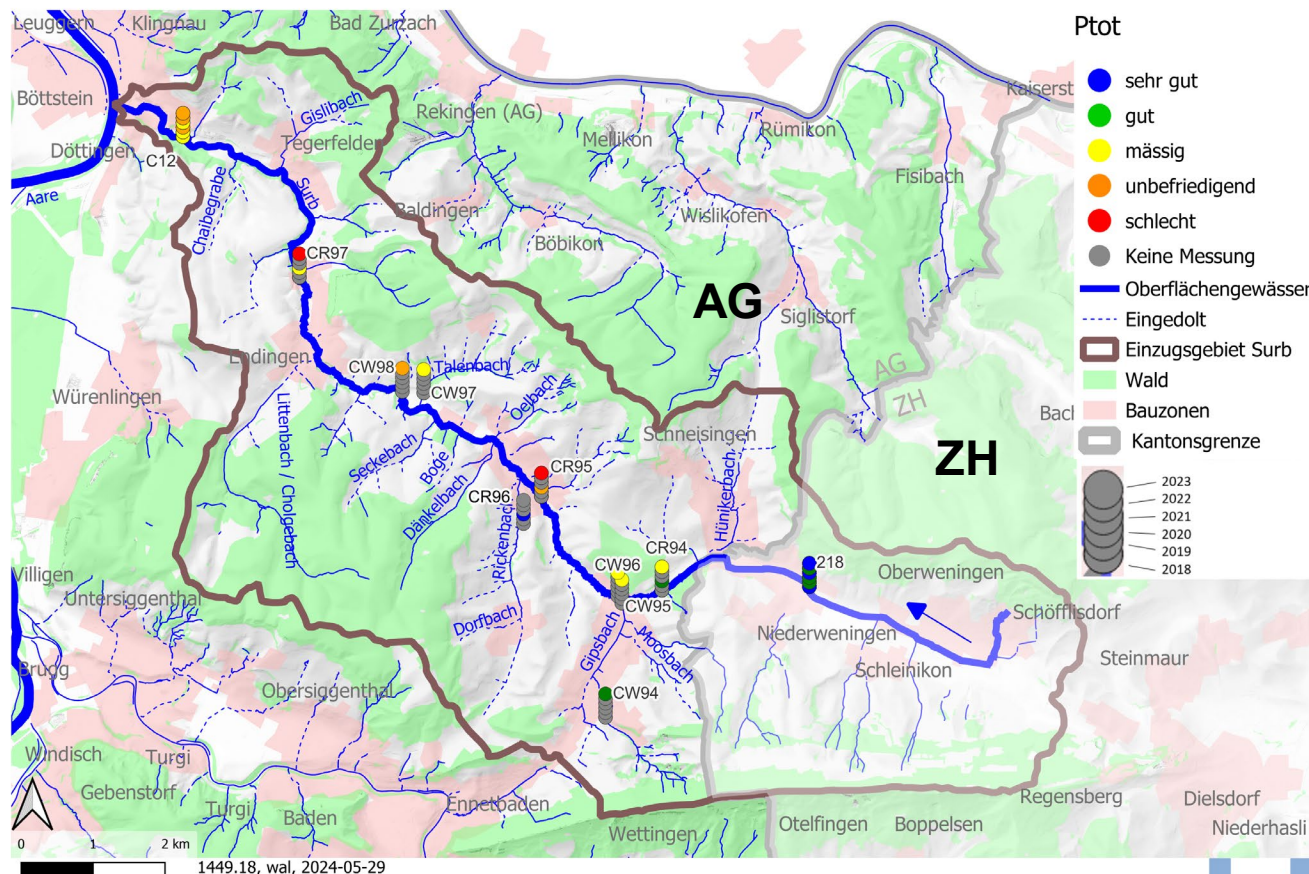 Leuggern
Klingnau
Bad Zurzach
Ptot
sehr gut
Böttstein
Kaiserst
gut
Gislibach
Rekingen (AG)
Mellikon
Rümikon
Döttingen
C12
Tegerfelder
mässig
Aare
Surb
Fisibach
unbefriedigend
Chalbegrabe
Baldingen
Wislikofen
schlecht
Böbikon
CR97
Keine Messung
AG
Oberflächengewässer
Siglistorf
Eingedolt
Endingen
CW98
Talenbach
AG
Einzugsgebiet Surb
Würenlingen
CW97
Oelbach
ZH
Wald
Bach
Bauzonen
Littenbach / Cholgebach
Seckebach
Boge
Schneisingen
ZH
Kantonsgrenze
Dänkelbach
CR95
Hünikerbach
CR96
2023
2022
2021
2020
2019
2018
Rickenbach
CR94
CW96
218
Oberweningen
Villigen
Untersiggenthal
CW95
Schöfflisdorf
Dorfbach
Gipsbach
Moosbach
Niederweningen
Steinmaur
Schleinikon
Brugg
Obersiggenthal
CW94
Windisch
Turgi
Gebenstorf
Turgi
Baden
Ennetbaden
Regensberg
Dielsdorf
Wettingen
Otelfingen
Boppelsen
Niederhasli
0 1 2 km
1449.18, wal, 2024-05-29